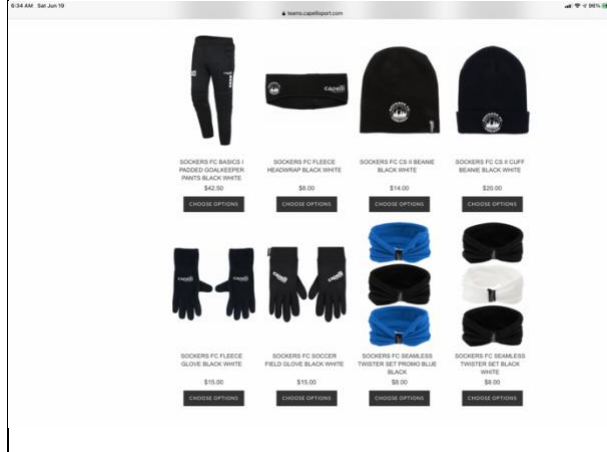 6:34 AM Sat Jun 19
teams.capellisport.com
98%
SOCKERS FC BASICS I
PADDED GOALKEEPER
PANTS BLACK WHITE
$42.50
CHOOSE OPTIONS
SOCKERS FC FLEECE
HEADWRAP BLACK WHITE
$8.00
CHOOSE OPTIONS
SOCKERS FC CS II BEANIE
BLACK WHITE
$14.00
CHOOSE OPTIONS
SOCKERS FC CS II CUFF
BEANIE BLACK WHITE
$20.00
CHOOSE OPTIONS
SOCKERS FC FLEECE
GLOVE BLACK WHITE
$15.00
CHOOSE OPTIONS
SOCKERS FC SOCCER
FIELD GLOVE BLACK WHITE
$15.00
CHOOSE OPTIONS
SOCKERS FC SEAMLESS
TWISTER SET PROMO BLUE
BLACK
$8.00
CHOOSE OPTIONS
SOCKERS FC SEAMLESS
TWISTER SET BLACK
WHITE
$8.00
CHOOSE OPTIONS